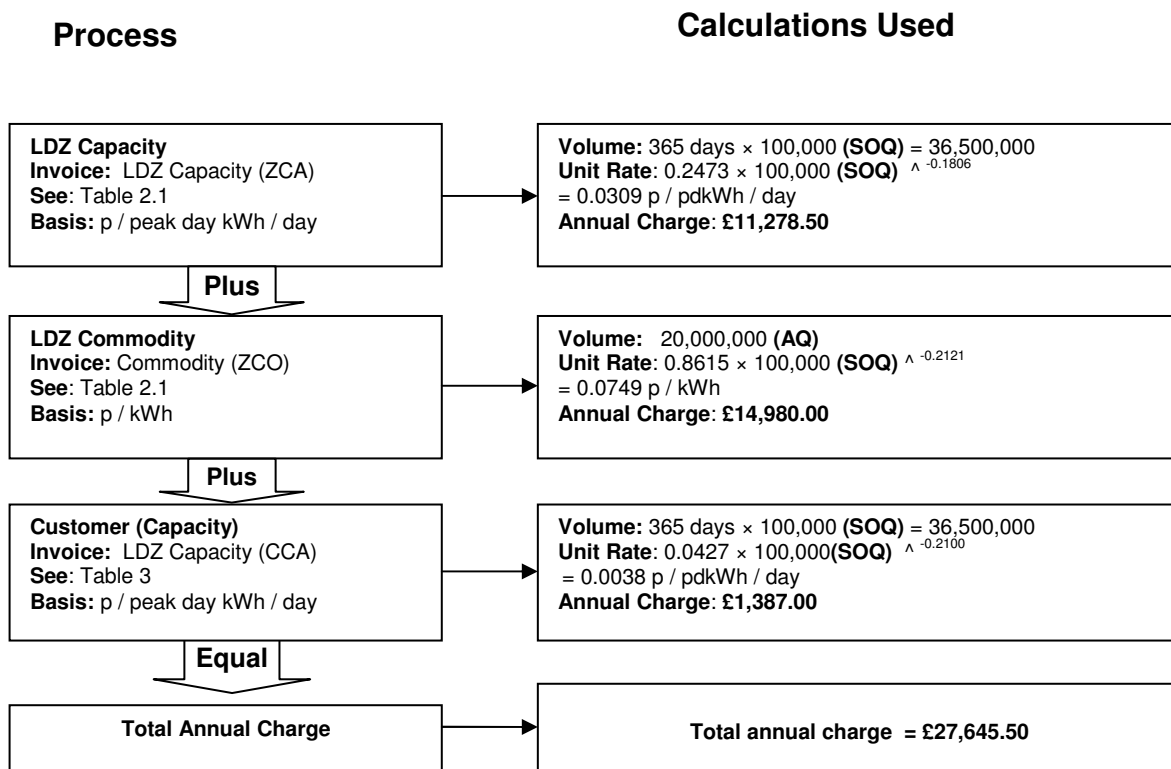 Process
Calculations Used
LDZ Capacity
Invoice: LDZ Capacity (ZCA)
See: Table 2.1
Basis: p / peak day kWh / day
Volume: 365 days × 100,000 (SOQ) = 36,500,000
Unit Rate: 0.2473 × 100,000 (SOQ) ^ -0.1806
= 0.0309 p / pdkWh / day
Annual Charge: £11,278.50
Plus
LDZ Commodity
Invoice: Commodity (ZCO)
See: Table 2.1
Basis: p / kWh
Volume: 20,000,000 (AQ)
Unit Rate: 0.8615 × 100,000 (SOQ) ^ -0.2121
= 0.0749 p / kWh
Annual Charge: £14,980.00
Plus
Customer (Capacity)
Invoice: LDZ Capacity (CCA)
See: Table 3
Basis: p / peak day kWh / day
Volume: 365 days × 100,000 (SOQ) = 36,500,000
Unit Rate: 0.0427 × 100,000(SOQ) ^ -0.2100
= 0.0038 p / pdkWh / day
Annual Charge: £1,387.00
Equal
Total Annual Charge
Total annual charge = £27,645.50